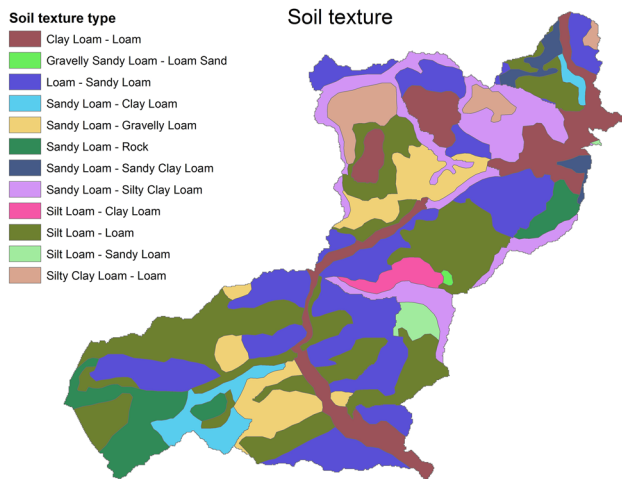 Soil texture
Soil texture type
Clay Loam - Loam
Gravelly Sandy Loam - Loam Sand
Loam - Sandy Loam
Sandy Loam - Clay Loam
Sandy Loam - Gravelly Loam
Sandy Loam - Rock
Sandy Loam - Sandy Clay Loam
Sandy Loam - Silty Clay Loam
Silt Loam - Clay Loam
Silt Loam - Loam
Silt Loam - Sandy Loam
Silty Clay Loam - Loam